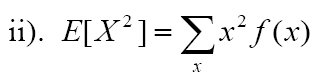 ii). E[X²] = ∑ₓ x² f(x)